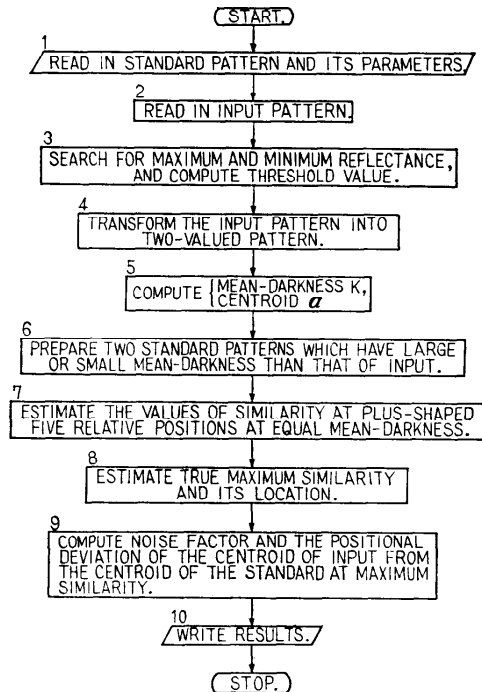 START.
1
READ IN STANDARD PATTERN AND ITS PARAMETERS.
2
READ IN INPUT PATTERN.
3
SEARCH FOR MAXIMUM AND MINIMUM REFLECTANCE,
AND COMPUTE THRESHOLD VALUE.
4
TRANSFORM THE INPUT PATTERN INTO
TWO-VALUED PATTERN.
5
COMPUTE { MEAN-DARKNESS K,
CENTROID a
6
PREPARE TWO STANDARD PATTERNS WHICH HAVE LARGE
OR SMALL MEAN-DARKNESS THAN THAT OF INPUT.
7
ESTIMATE THE VALUES OF SIMILARITY AT PLUS-SHAPED
FIVE RELATIVE POSITIONS AT EQUAL MEAN-DARKNESS.
8
ESTIMATE TRUE MAXIMUM SIMILARITY
AND ITS LOCATION.
9
COMPUTE NOISE FACTOR AND THE POSITIONAL
DEVIATION OF THE CENTROID OF INPUT FROM
THE CENTROID OF THE STANDARD AT MAXIMUM
SIMILARITY.
10
WRITE RESULTS.
STOP.